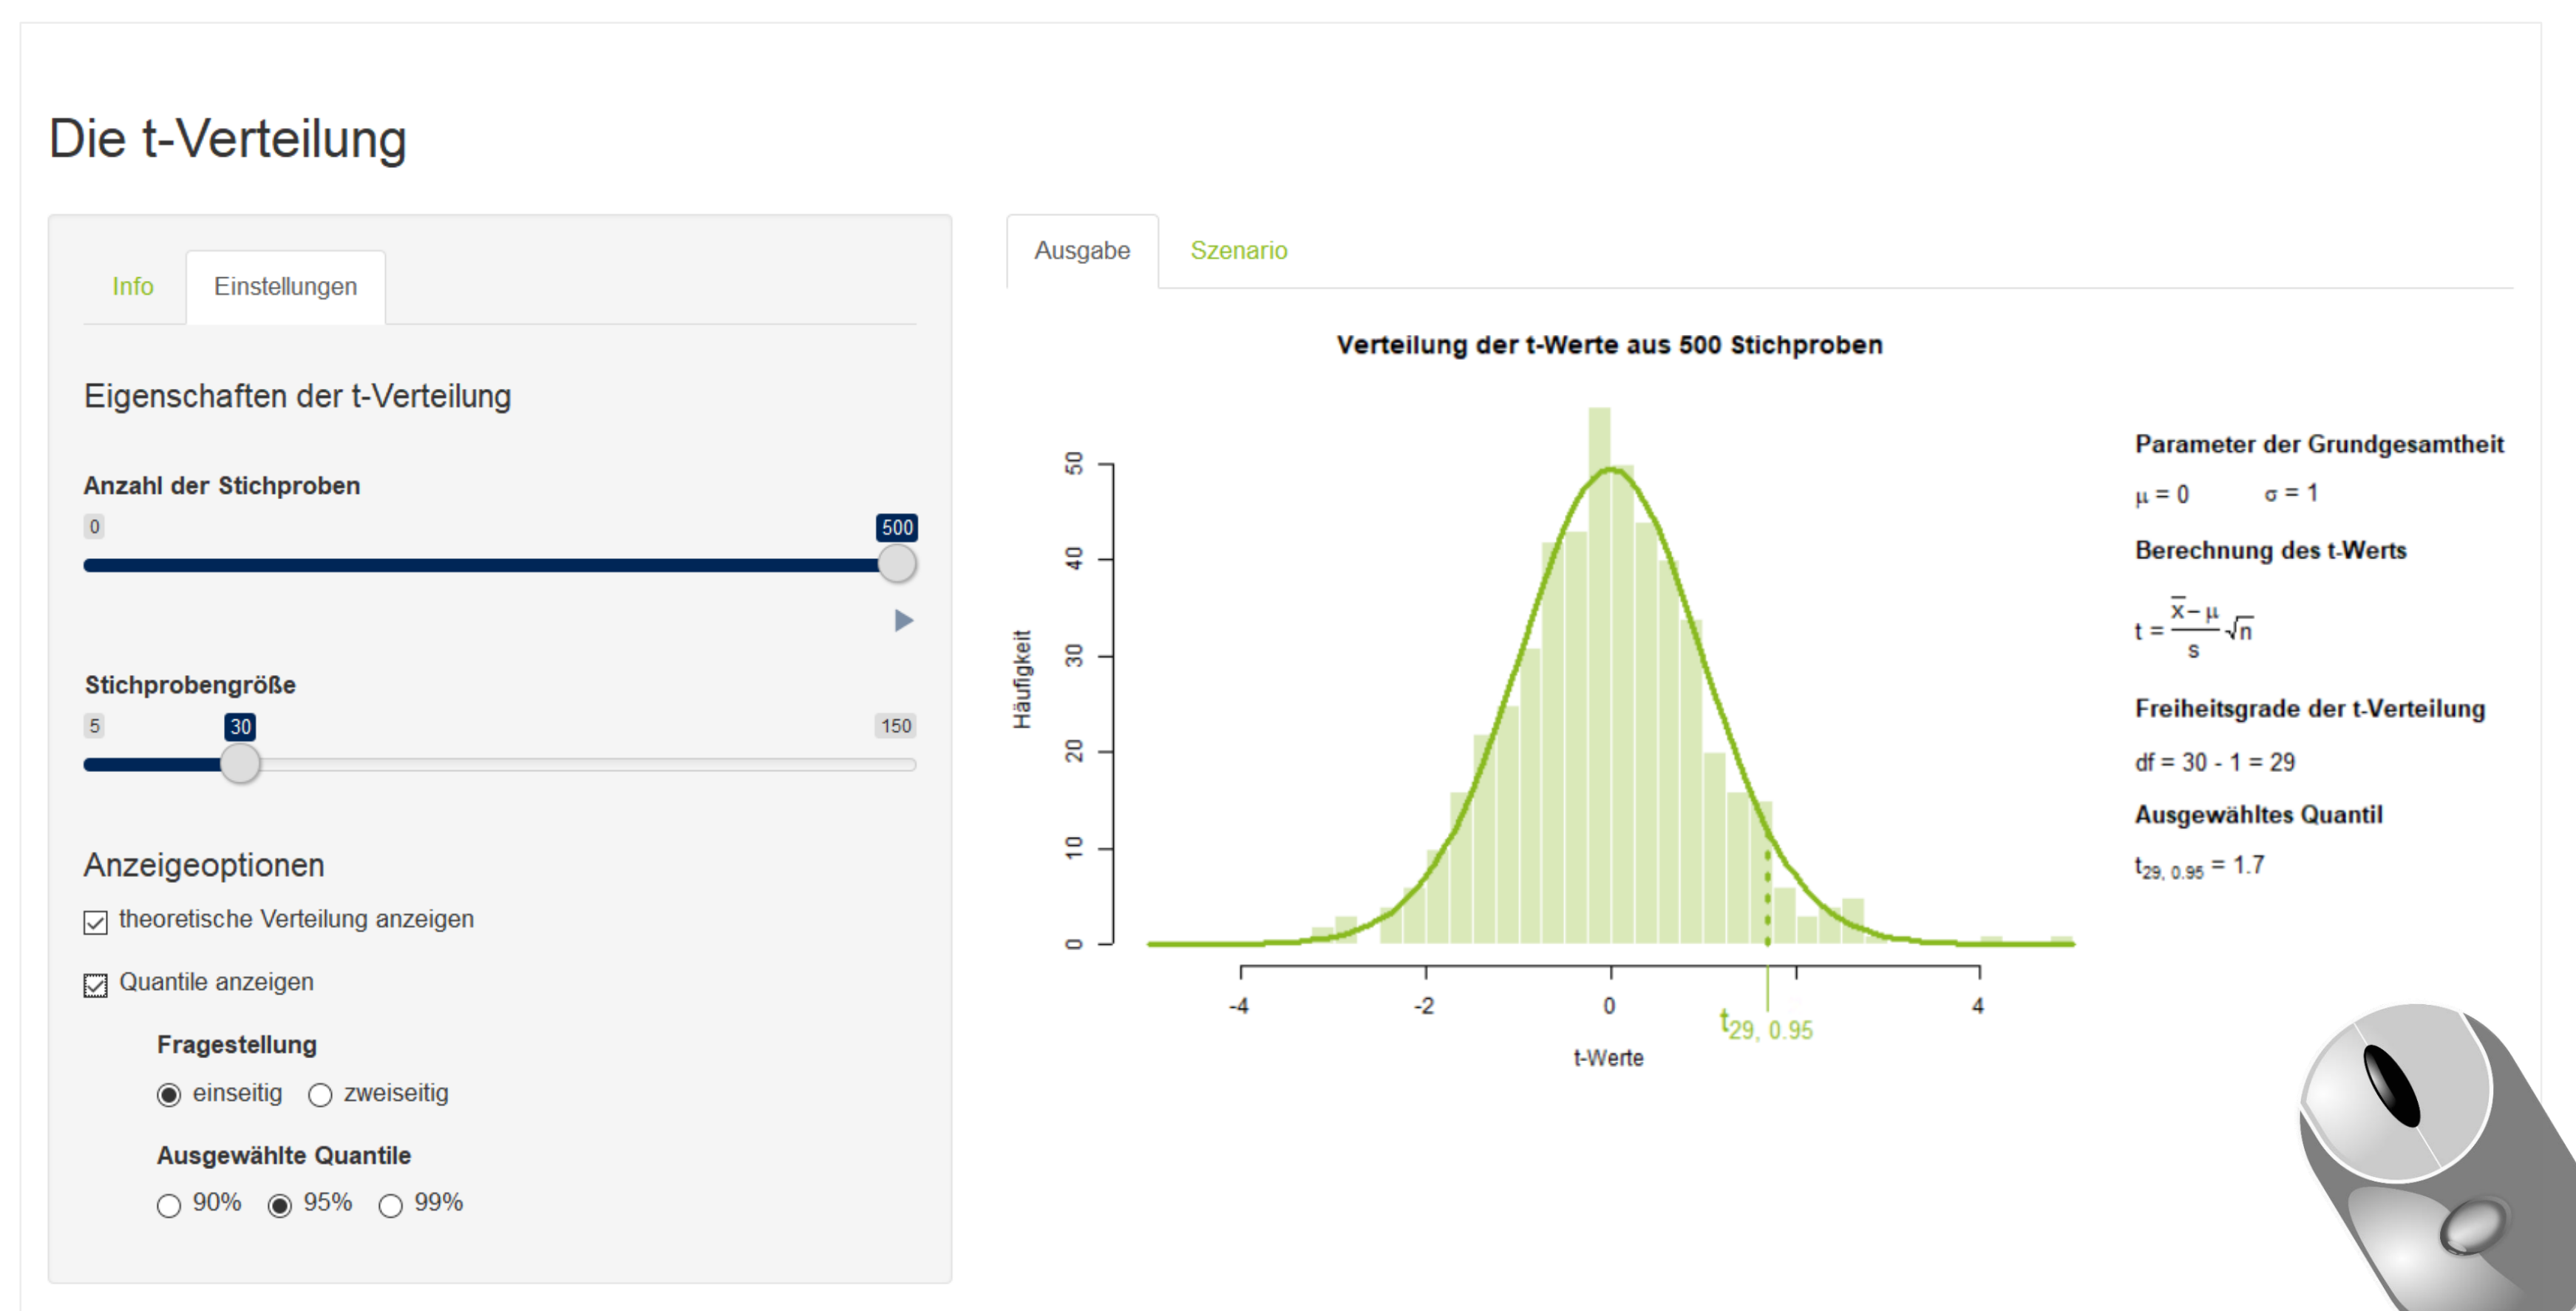 Die t-Verteilung
Info Einstellungen
Eigenschaften der t-Verteilung
Anzahl der Stichproben
0 500
Stichprobengröße
5 30 150
Anzeigeoptionen
theoretische Verteilung anzeigen
Quantile anzeigen
Fragestellung
einseitig zweiseitig
Ausgewählte Quantile
90% 95% 99%
Ausgabe Szenario
Verteilung der t-Werte aus 500 Stichproben
Häufigkeit
50
40
30
20
10
0
-4 -2 0 4
t29, 0.95
t-Werte
Parameter der Grundgesamtheit
μ = 0 σ = 1
Berechnung des t-Werts
t = (x̅ − μ)/s √n
Freiheitsgrade der t-Verteilung
df = 30 - 1 = 29
Ausgewähltes Quantil
t29, 0.95 = 1.7